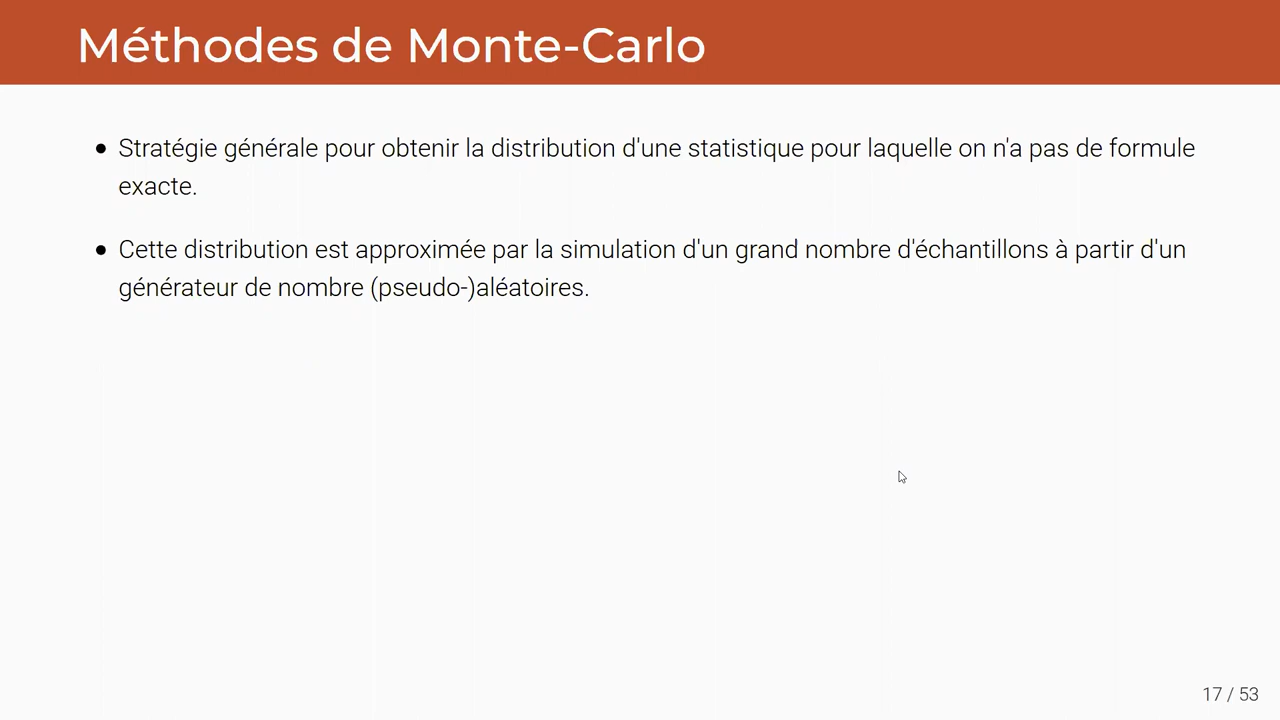 Méthodes de Monte-Carlo
• Stratégie générale pour obtenir la distribution d'une statistique pour laquelle on n'a pas de formule
exacte.
• Cette distribution est approximée par la simulation d'un grand nombre d'échantillons à partir d'un
générateur de nombre (pseudo-)aléatoires.
17 / 53